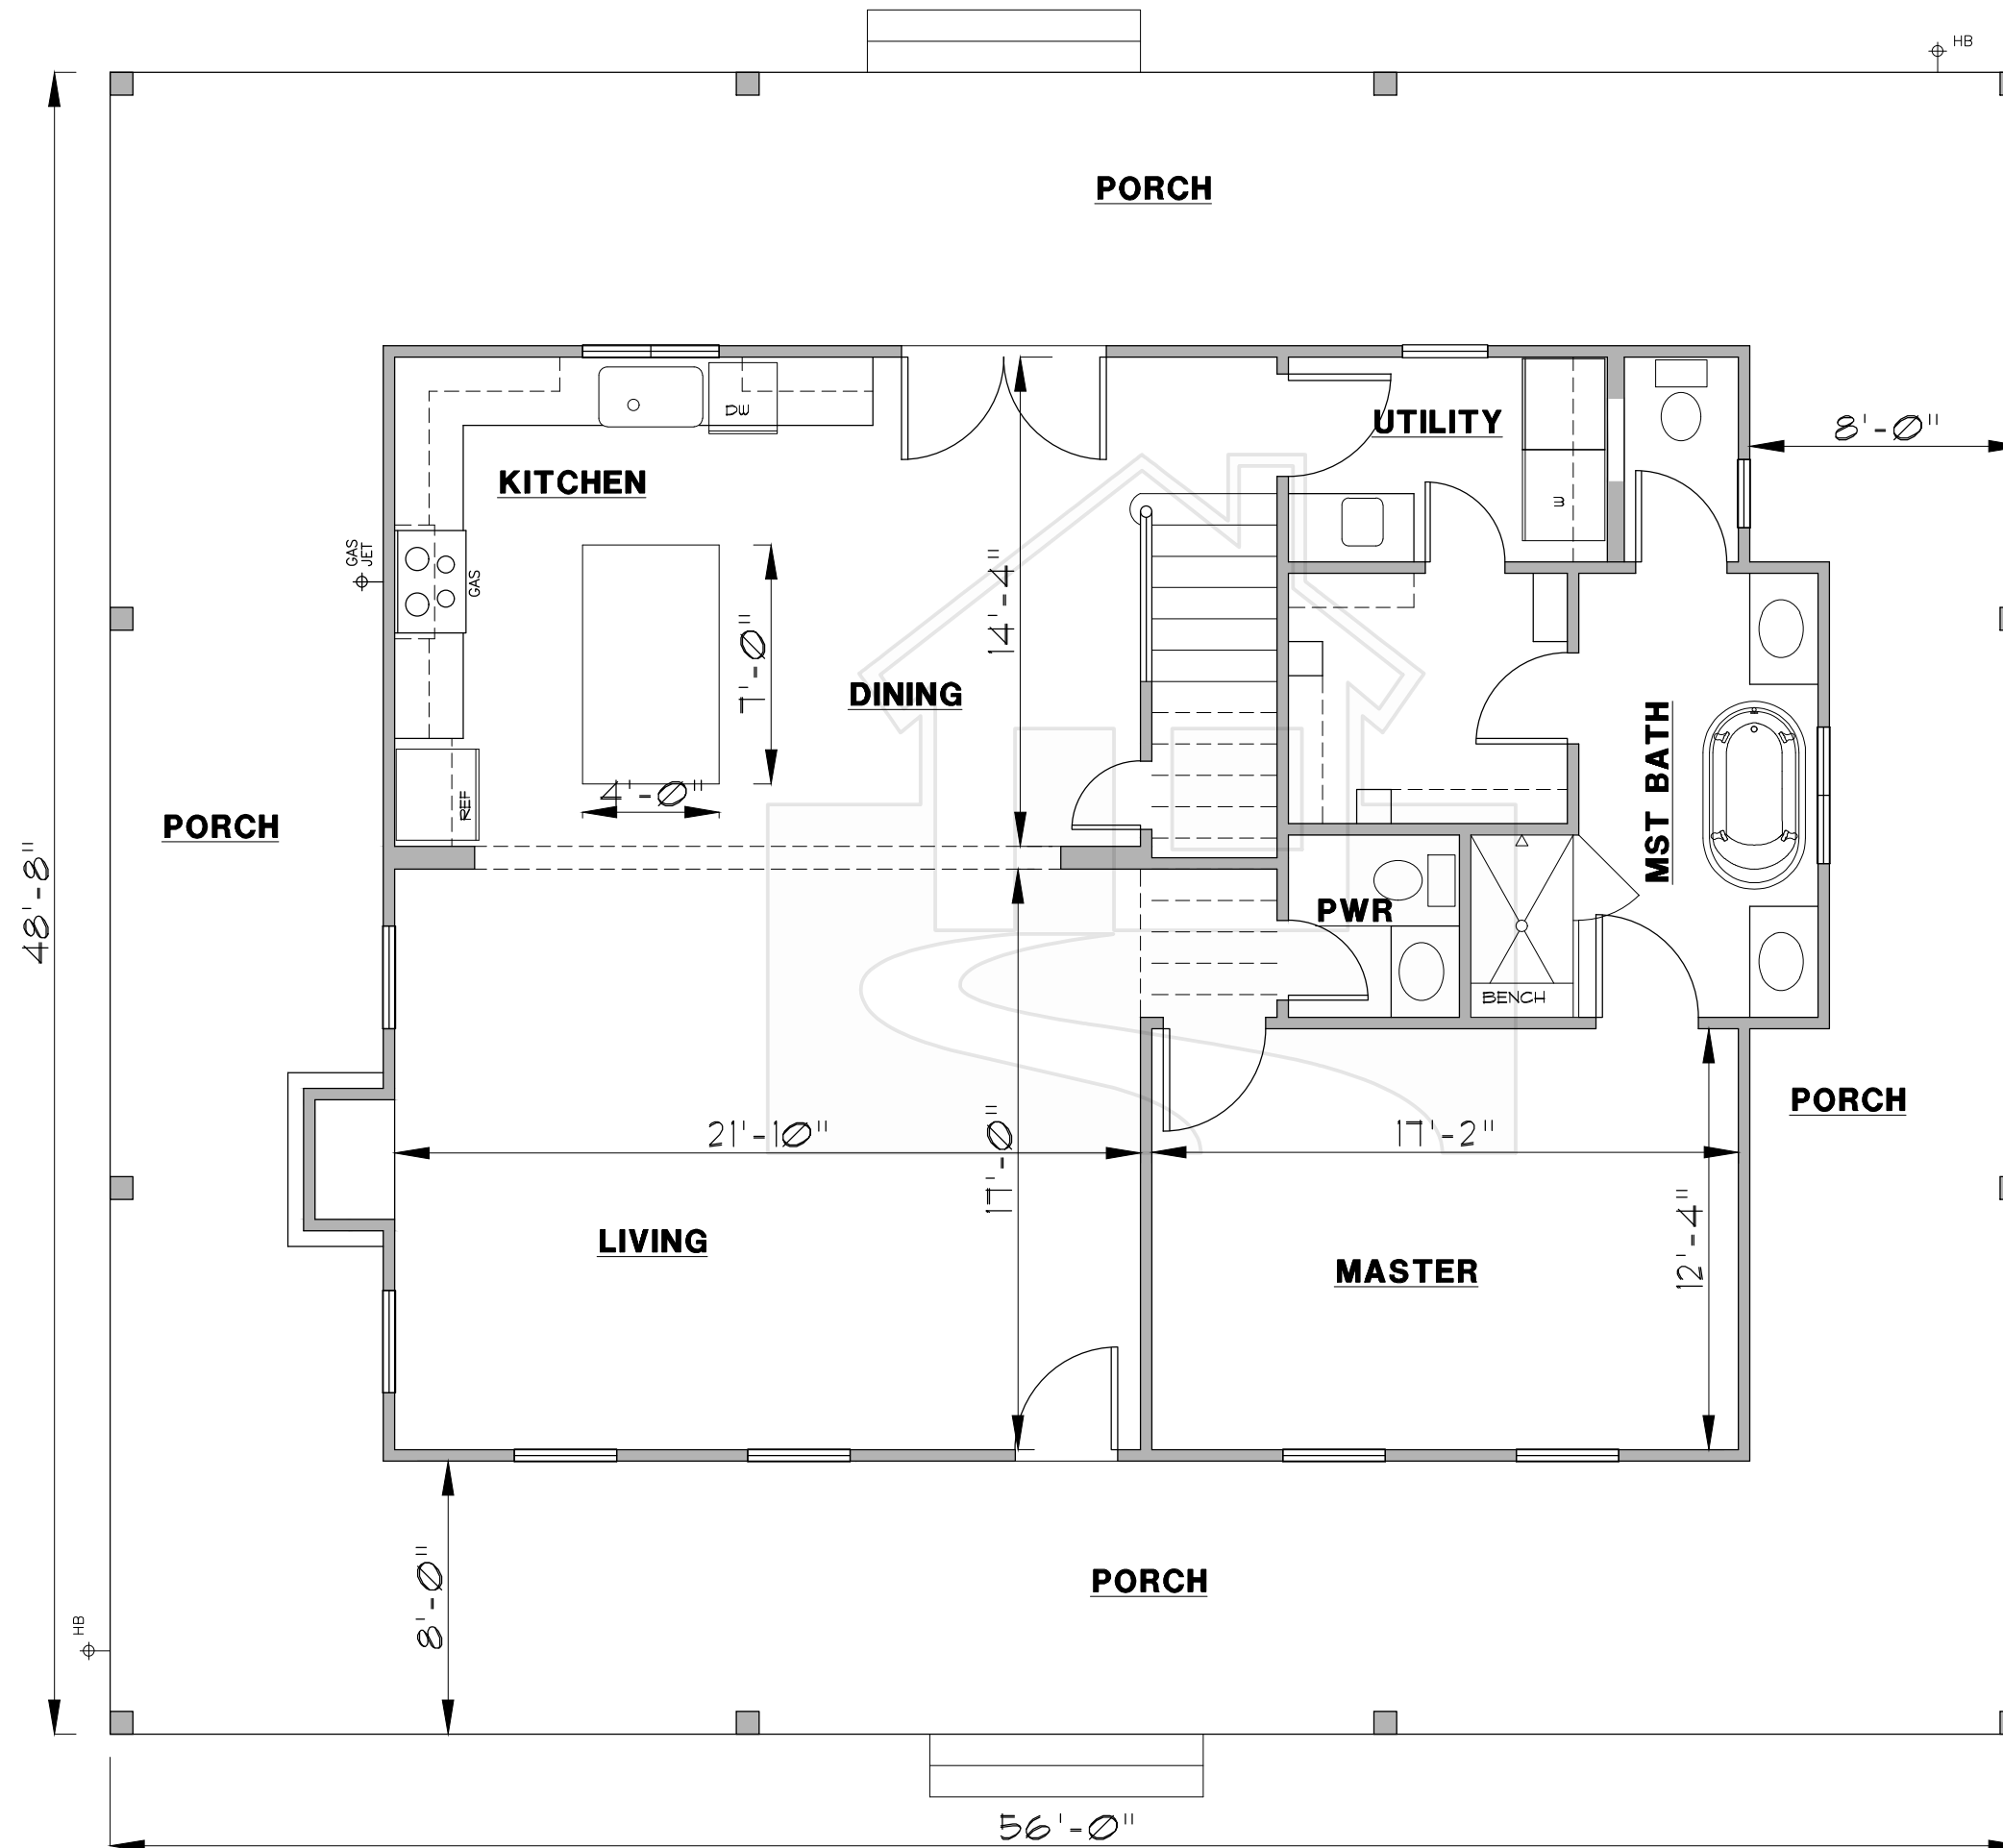 HB
PORCH
8'-0"
UTILITY
DW
KITCHEN
W
GAS
JET
GAS
14'-4"
7'-0"
DINING
4'-0"
REF
MST BATH
PORCH
48'-8"
PWR
BENCH
PORCH
21'-10"
17'-0"
17'-2"
12'-4"
LIVING
MASTER
PORCH
8'-0"
HB
56'-0"